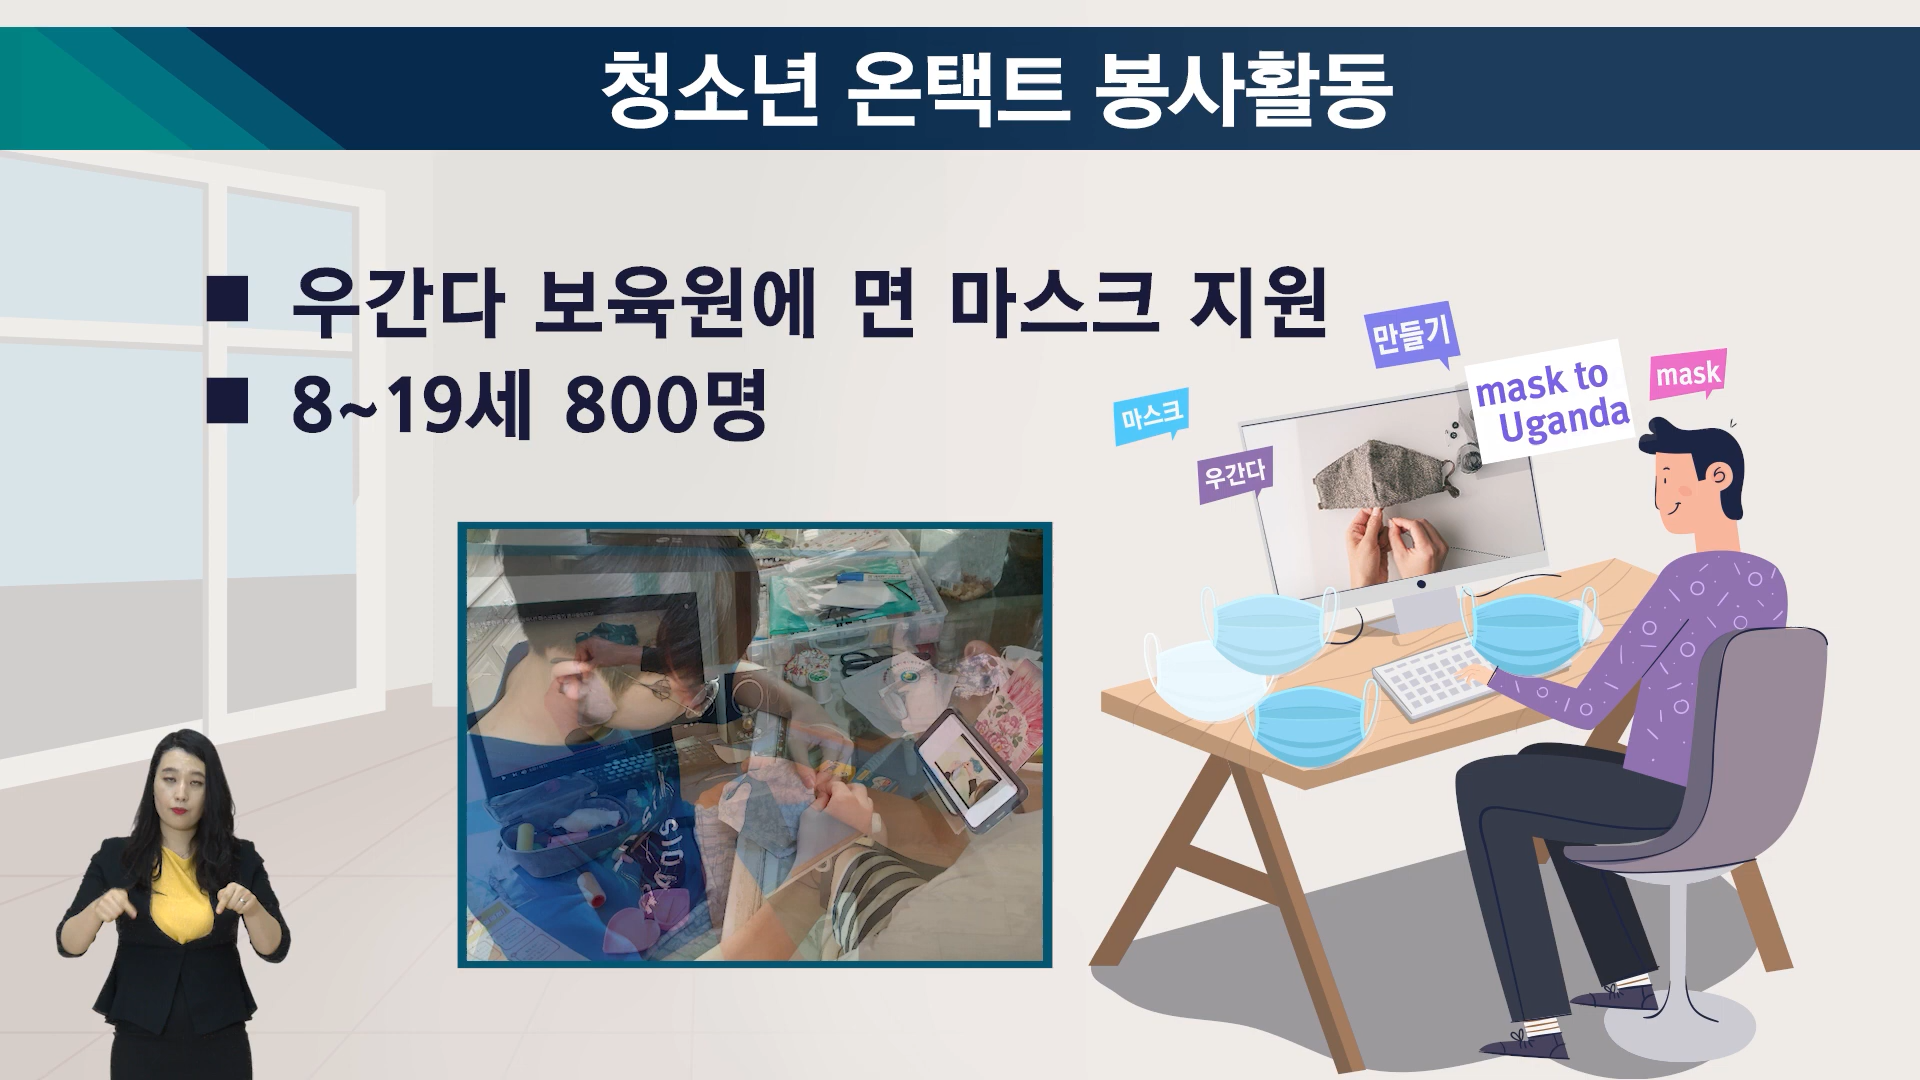 청소년 온택트 봉사활동
■ 우간다 보육원에 면 마스크 지원
■ 8~19세 800명
만들기
mask to
Uganda
mask
마스크
우간다